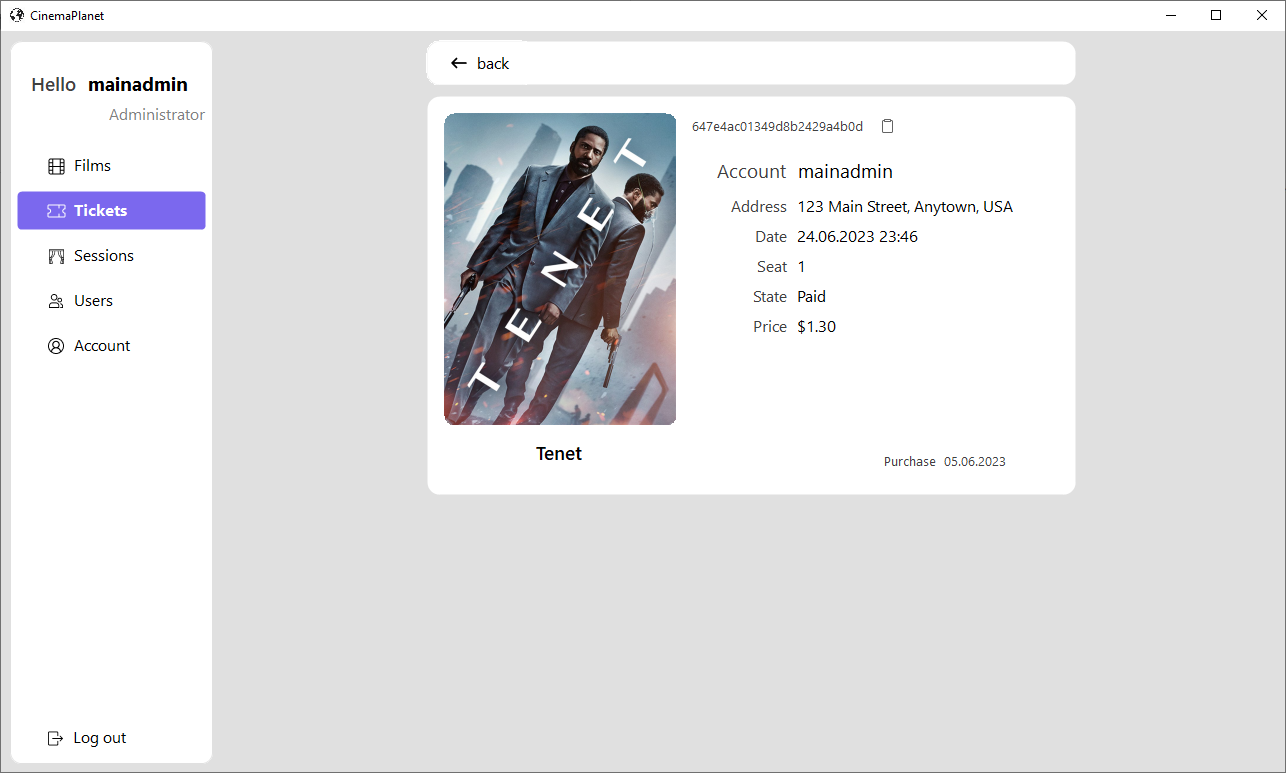 CinemaPlanet
Hello mainadmin
Administrator
Films
Tickets
Sessions
Users
Account
Log out
back
TENET
Tenet
647e4ac01349d8b2429a4b0d
Account mainadmin
Address 123 Main Street, Anytown, USA
Date 24.06.2023 23:46
Seat 1
State Paid
Price $1.30
Purchase 05.06.2023